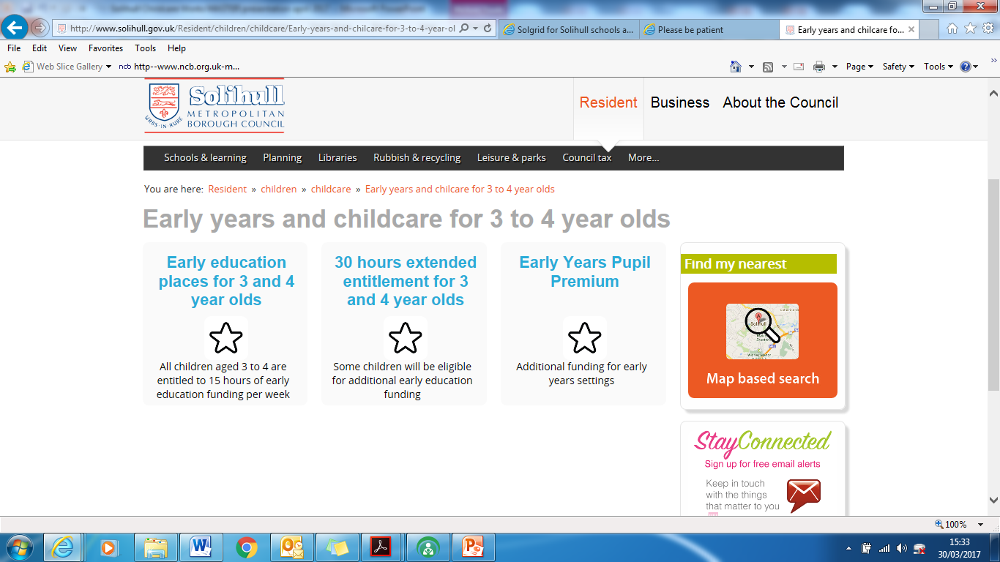 http://www.solihull.gov.uk/Resident/children/childcare/Early-years-and-chilcare-for-3-to-4-year-ol
Solgrid for Solihull schools a...
Please be patient
Early years and chilcare fo...
File Edit View Favorites Tools Help
Web Slice Gallery
ncb http--www.ncb.org.uk-m...
Page Safety Tools
Solihull
METROPOLITAN
BOROUGH COUNCIL
URBS·IN·RURE
Resident
Business
About the Council
Schools & learning Planning Libraries Rubbish & recycling Leisure & parks Council tax More...
You are here: Resident » children » childcare » Early years and chilcare for 3 to 4 year olds
Early years and childcare for 3 to 4 year olds
Early education
places for 3 and 4
year olds
All children aged 3 to 4 are
entitled to 15 hours of early
education funding per week
30 hours extended
entitlement for 3
and 4 year olds
Some children will be eligible
for additional early education
funding
Early Years Pupil
Premium
Additional funding for early
years settings
Find my nearest
Solihull
Map based search
StayConnected
Sign up for free email alerts
Keep in touch
with the things
that matter to you
100%
15:33
30/03/2017